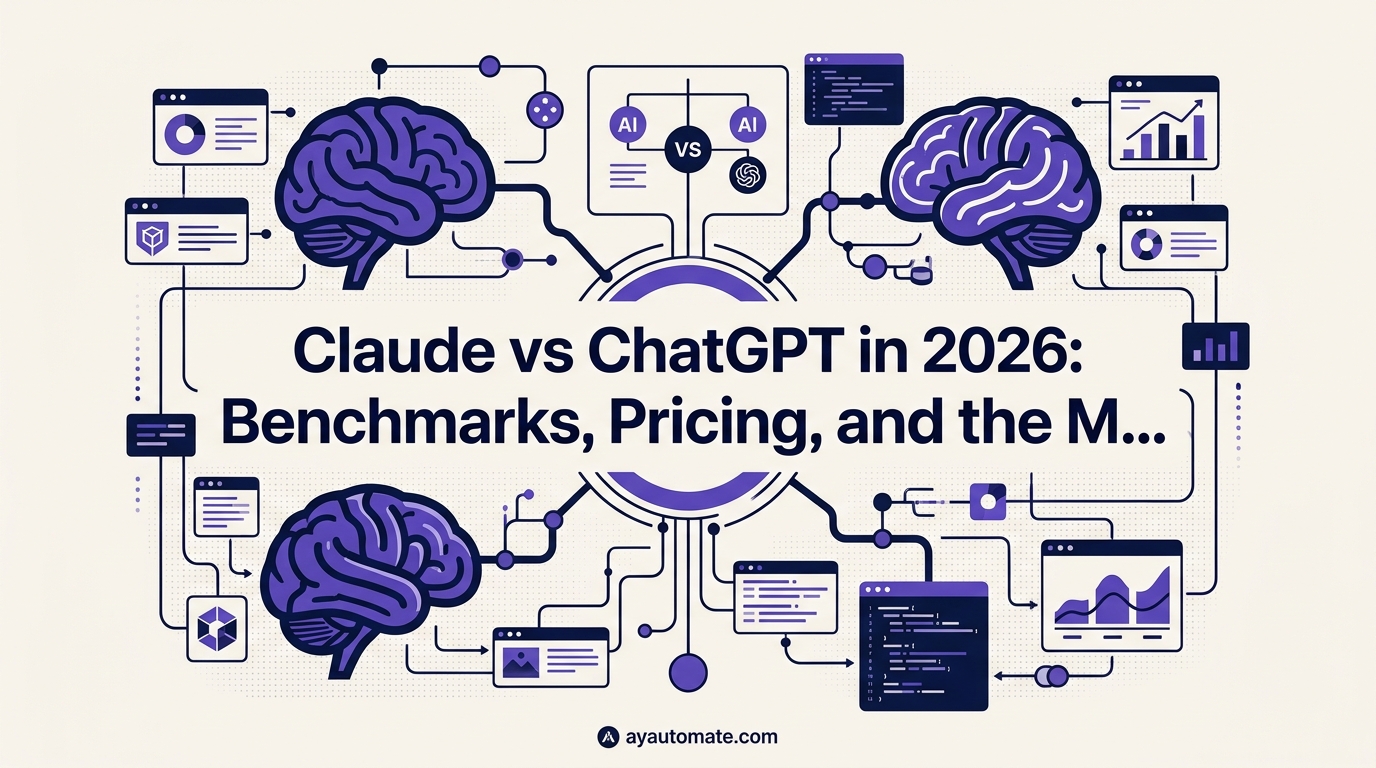 AI
AI
VS
Claude vs ChatGPT in 2026:
Benchmarks, Pricing, and the M...
ayautomate.com